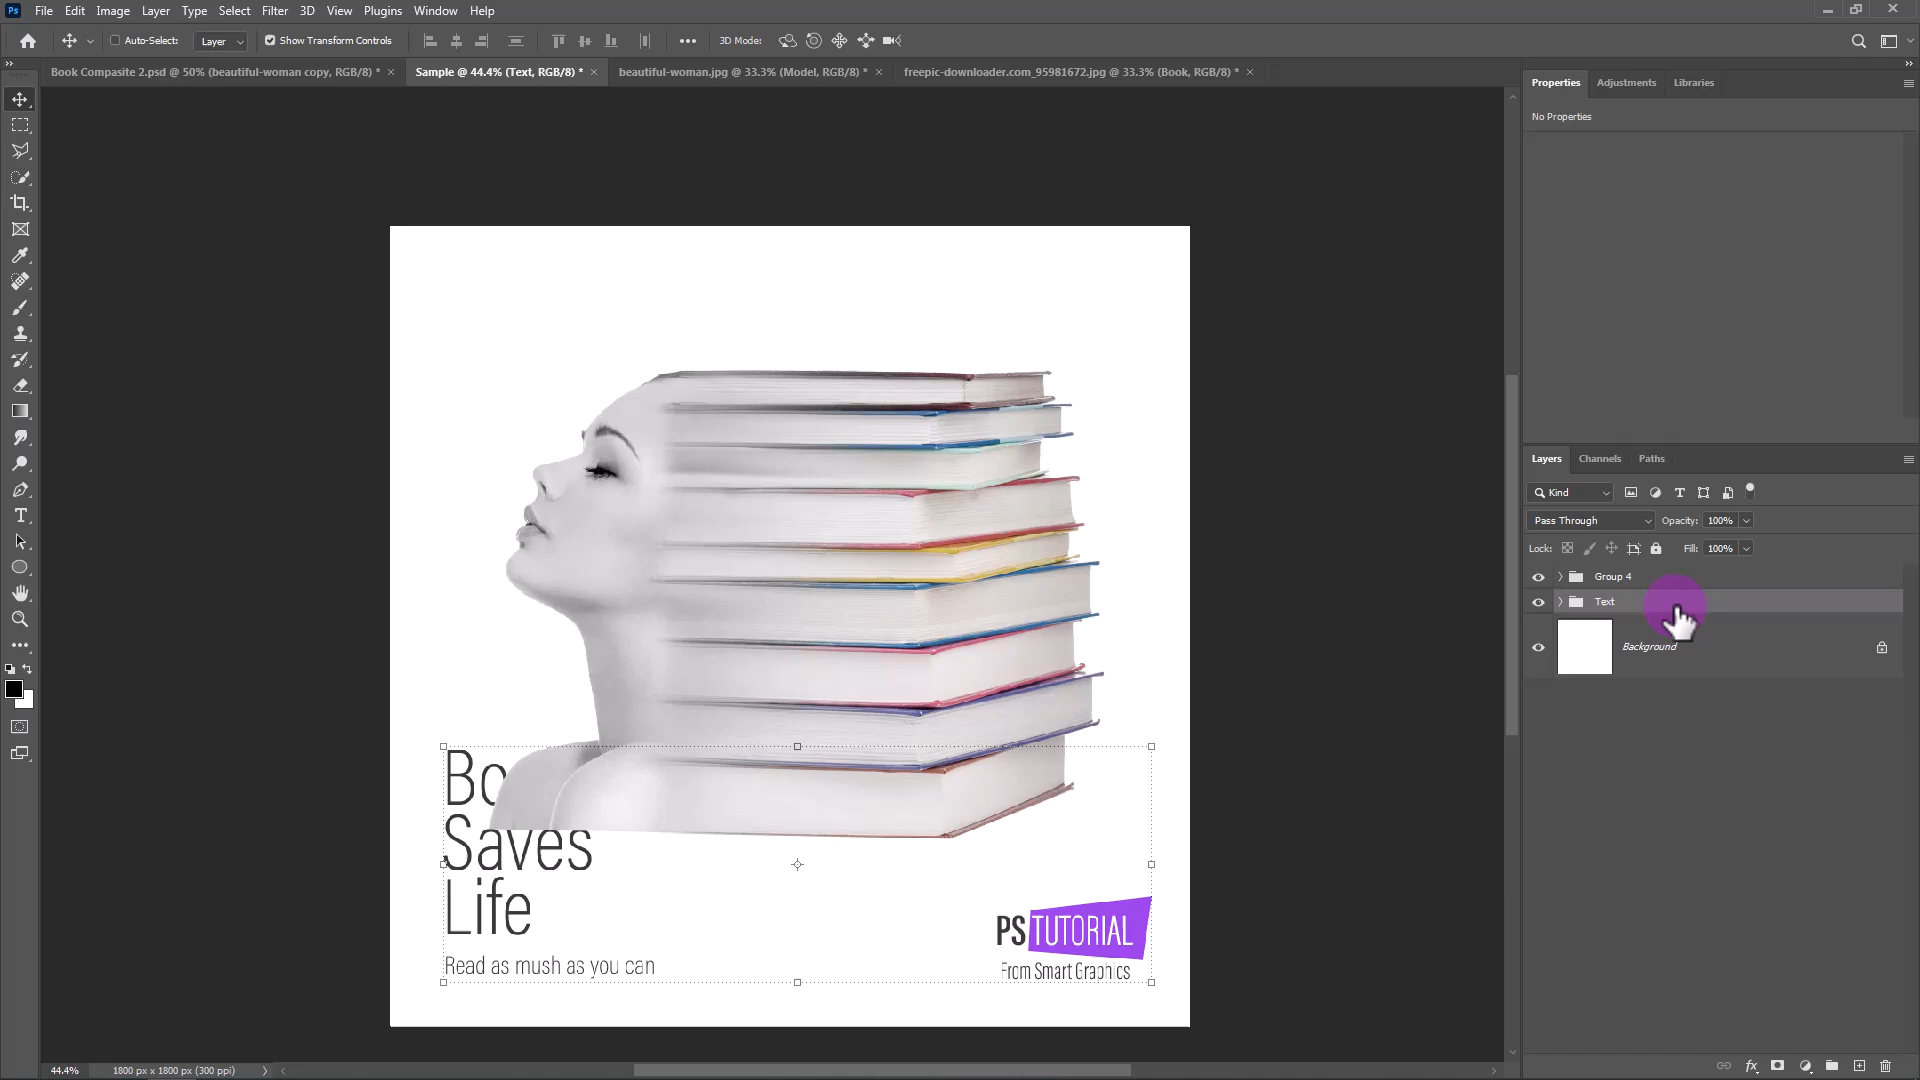 Ps File Edit Image Layer Type Select Filter 3D View Plugins Window Help
Auto-Select: Layer Show Transform Controls 3D Mode:
Book Compasite 2.psd @ 50% (beautiful-woman copy, RGB/8) * Sample @ 44.4% (Text, RGB/8) * beautiful-woman.jpg @ 33.3% (Model, RGB/8) * freepic-downloader.com_95981672.jpg @ 33.3% (Book, RGB/8) *
Properties Adjustments Libraries
No Properties
Layers Channels Paths
Kind
Pass Through Opacity: 100%
Lock: Fill: 100%
Group 4
Text
Background
Bo
Saves
Life
Read as mush as you can
PS TUTORIAL
From Smart Graphics
44.4% 1800 px x 1800 px (300 ppi)